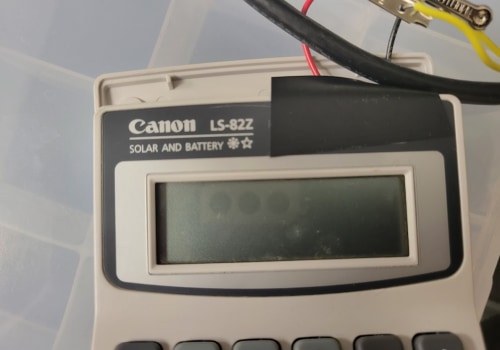 Canon LS-82Z
SOLAR AND BATTERY